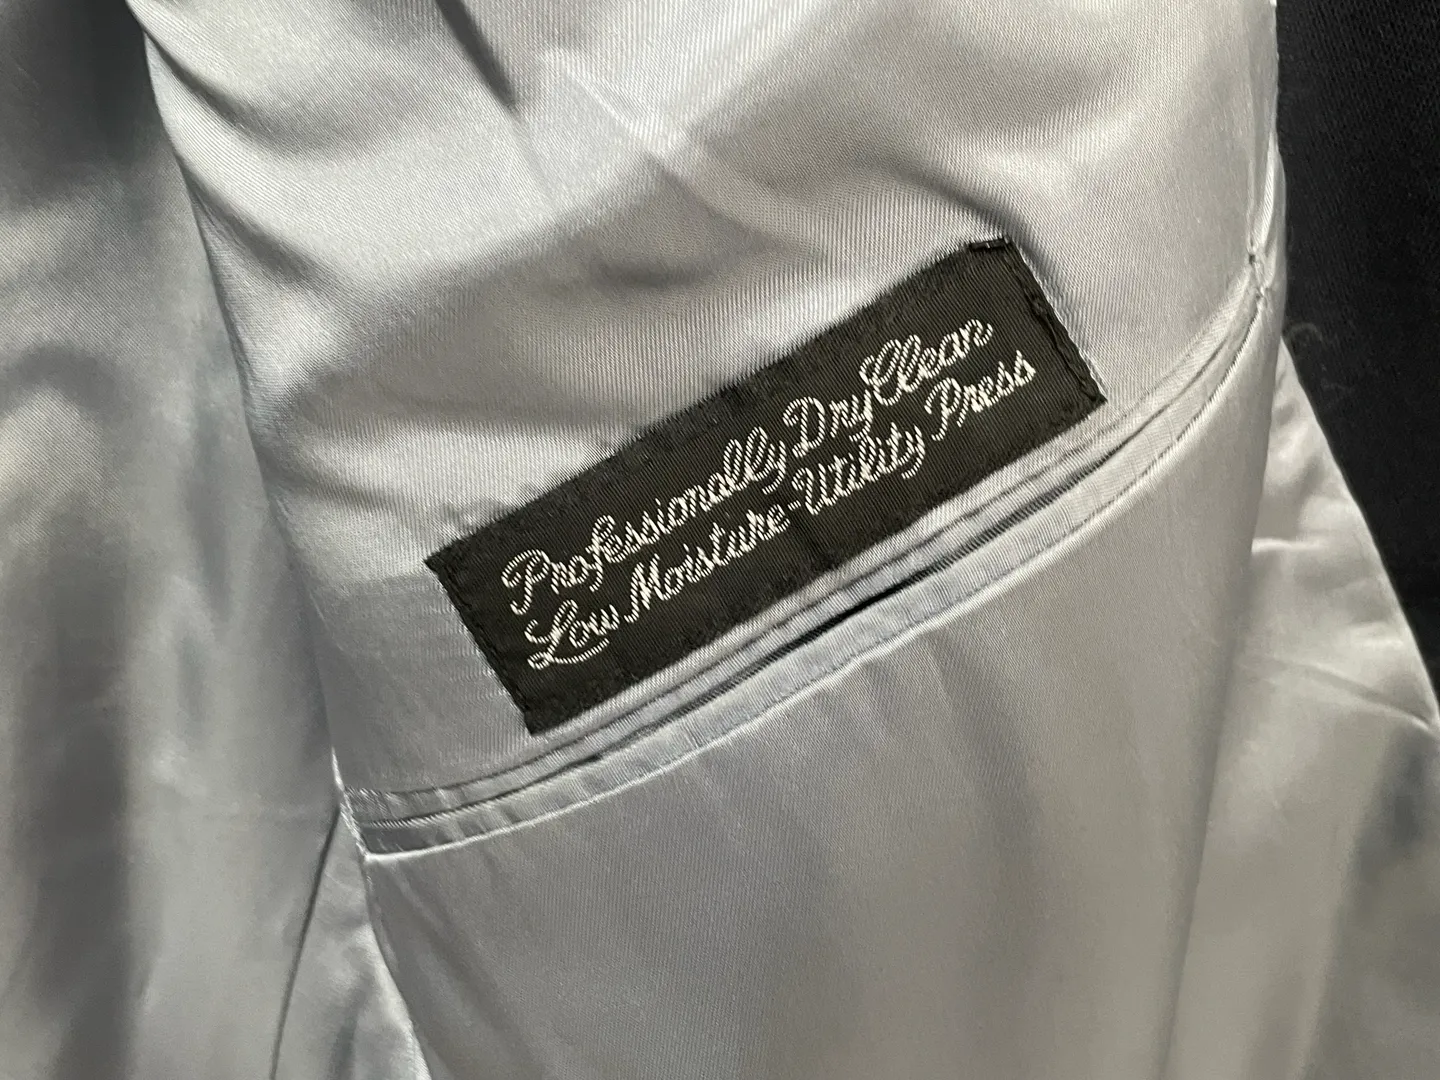 Professionally Dry Clean
Low Moisture-Utility Press